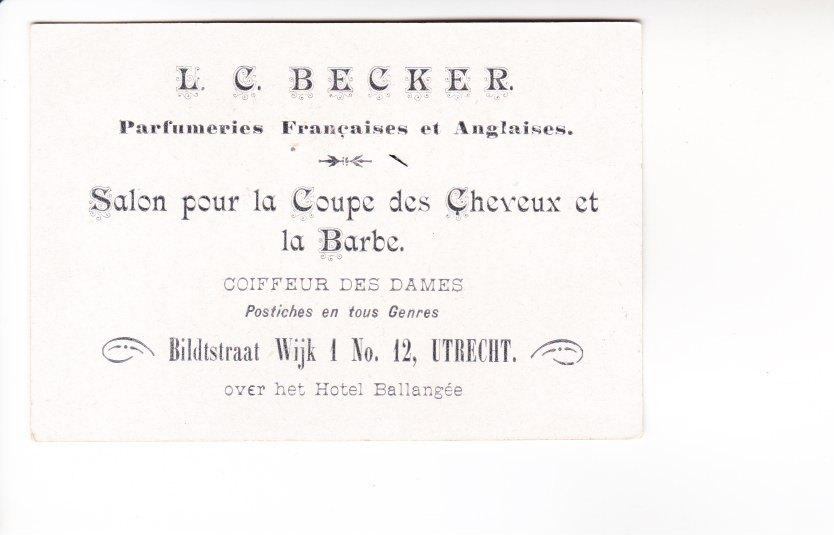 L. C. BECKER.
Parfumeries Françaises et Anglaises.
Salon pour la Coupe des Cheveux et
la Barbe.
COIFFEUR DES DAMES
Postiches en tous Genres
Bildtstraat Wijk 1 No. 12, UTRECHT.
over het Hotel Ballangée